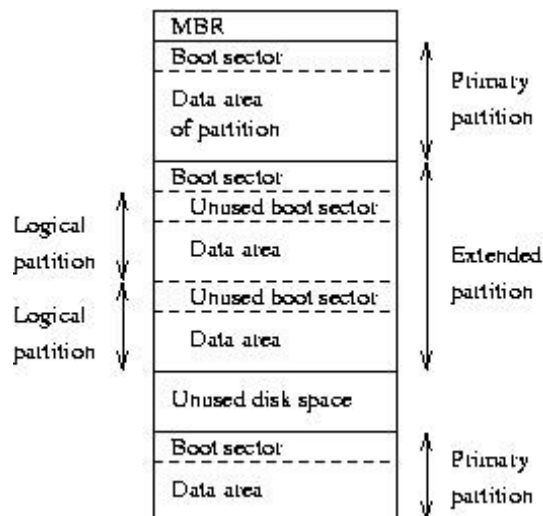 MBR
Boot sector
Data area
of partition
Primary
partition
Boot sector
Unused boot sector
Data area
Logical
partition
Unused boot sector
Data area
Logical
partition
Extended
partition
Unused disk space
Boot sector
Data area
Primary
partition